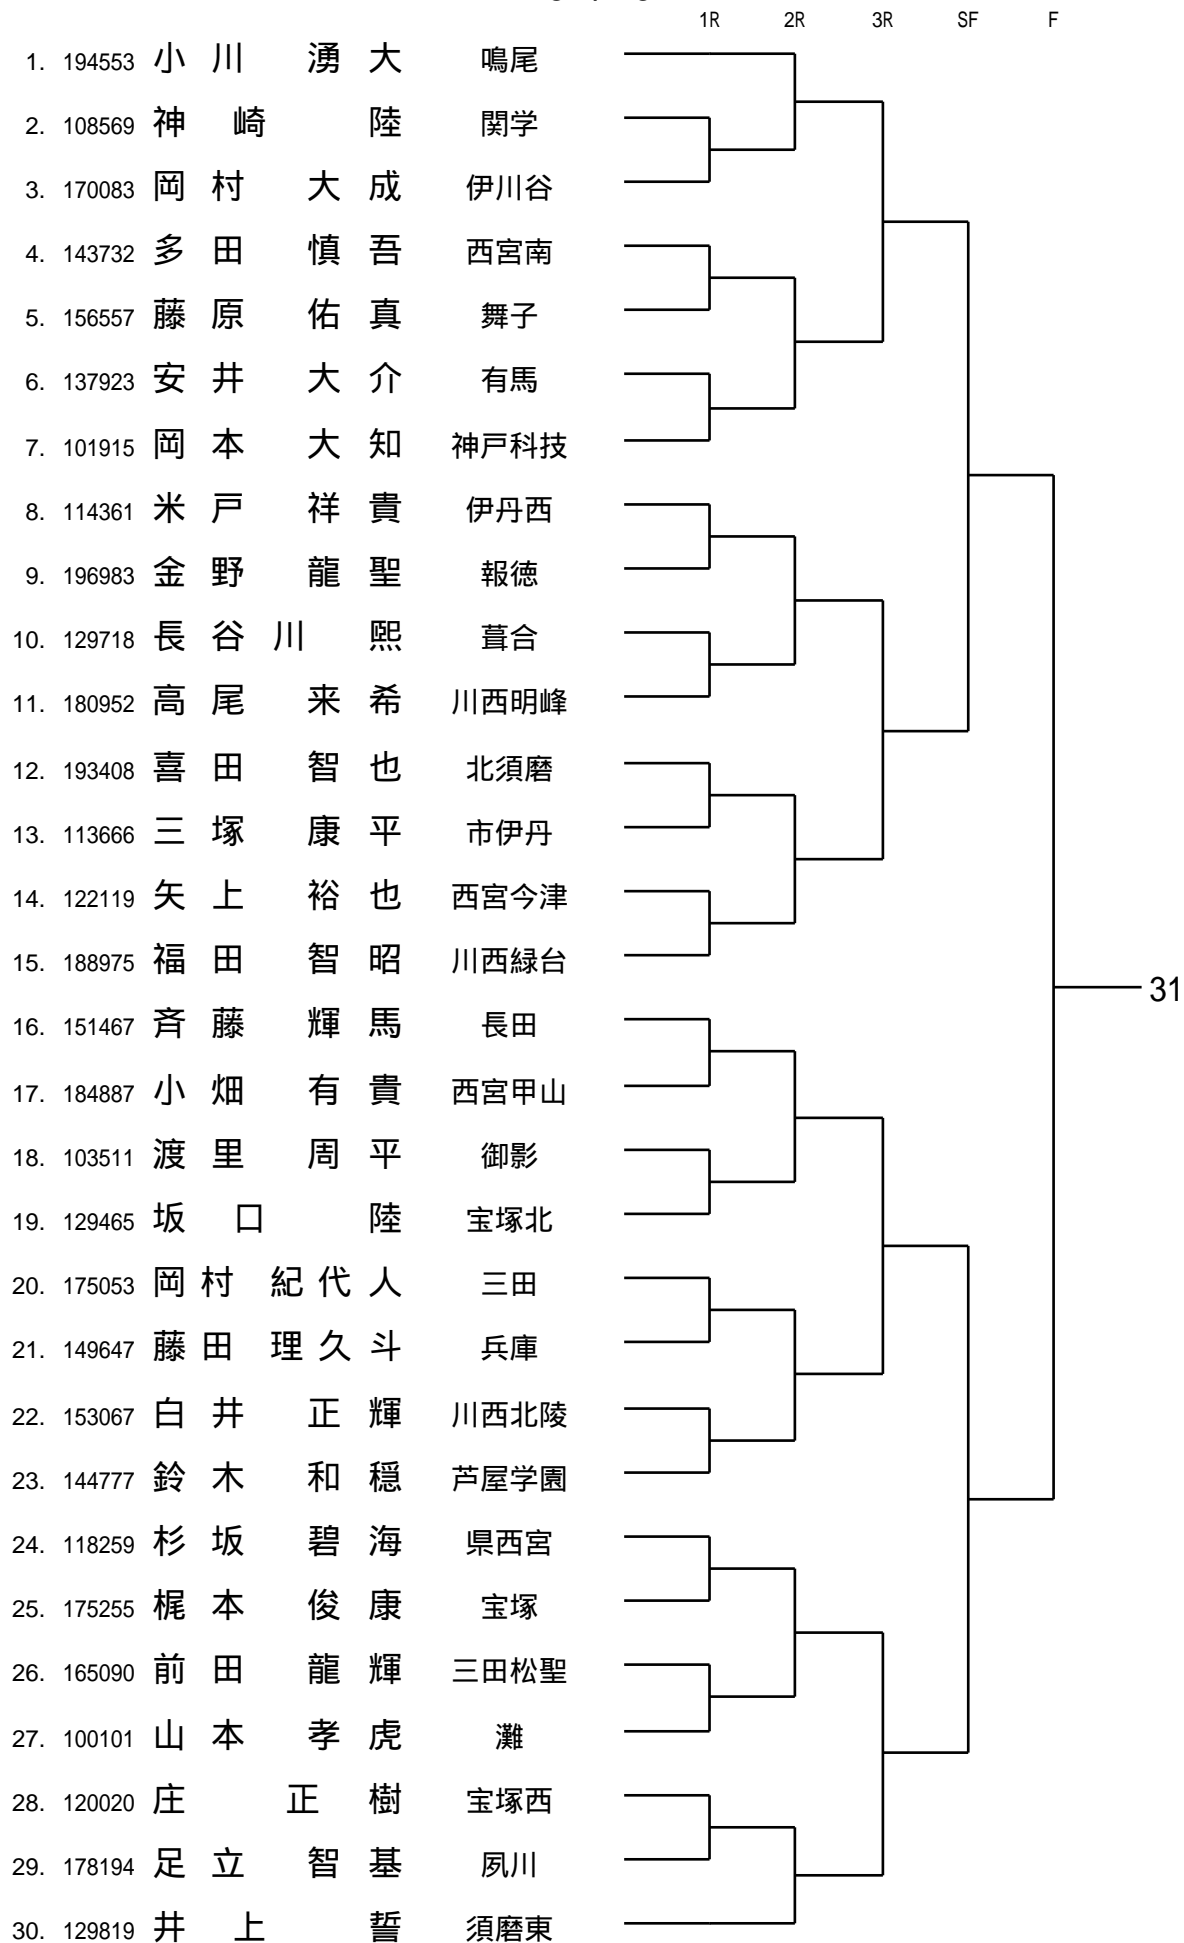 1R 2R 3R SF F
1. 194553 小川 湧大 鳴尾
2. 108569 神崎 陸 関学
3. 170083 岡村 大成 伊川谷
4. 143732 多田 慎吾 西宮南
5. 156557 藤原 佑真 舞子
6. 137923 安井 大介 有馬
7. 101915 岡本 大知 神戸科技
8. 114361 米戸 祥貴 伊丹西
9. 196983 金野 龍聖 報徳
10. 129718 長谷川 熙 葺合
11. 180952 高尾 来希 川西明峰
12. 193408 喜田 智也 北須磨
13. 113666 三塚 康平 市伊丹
14. 122119 矢上 裕也 西宮今津
15. 188975 福田 智昭 川西緑台
31
16. 151467 斉藤 輝馬 長田
17. 184887 小畑 有貴 西宮甲山
18. 103511 渡里 周平 御影
19. 129465 坂口 陸 宝塚北
20. 175053 岡村 紀代人 三田
21. 149647 藤田 理久斗 兵庫
22. 153067 白井 正輝 川西北陵
23. 144777 鈴木 和穏 芦屋学園
24. 118259 杉坂 碧海 県西宮
25. 175255 梶本 俊康 宝塚
26. 165090 前田 龍輝 三田松聖
27. 100101 山本 孝虎 灘
28. 120020 庄 正樹 宝塚西
29. 178194 足立 智基 夙川
30. 129819 井上 誓 須磨東